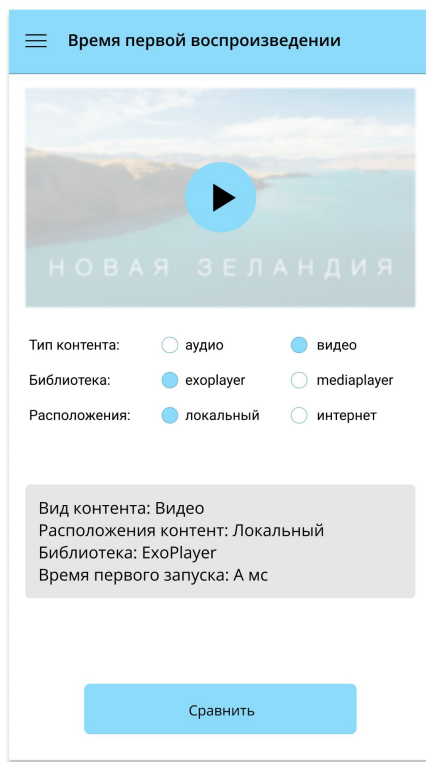 Время первой воспроизведении
НОВАЯ ЗЕЛАНДИЯ
Тип контента: аудио видео
Библиотека: exoplayer mediaplayer
Расположения: локальный интернет
Вид контента: Видео
Расположения контент: Локальный
Библиотека: ExoPlayer
Время первого запуска: А мс
Сравнить